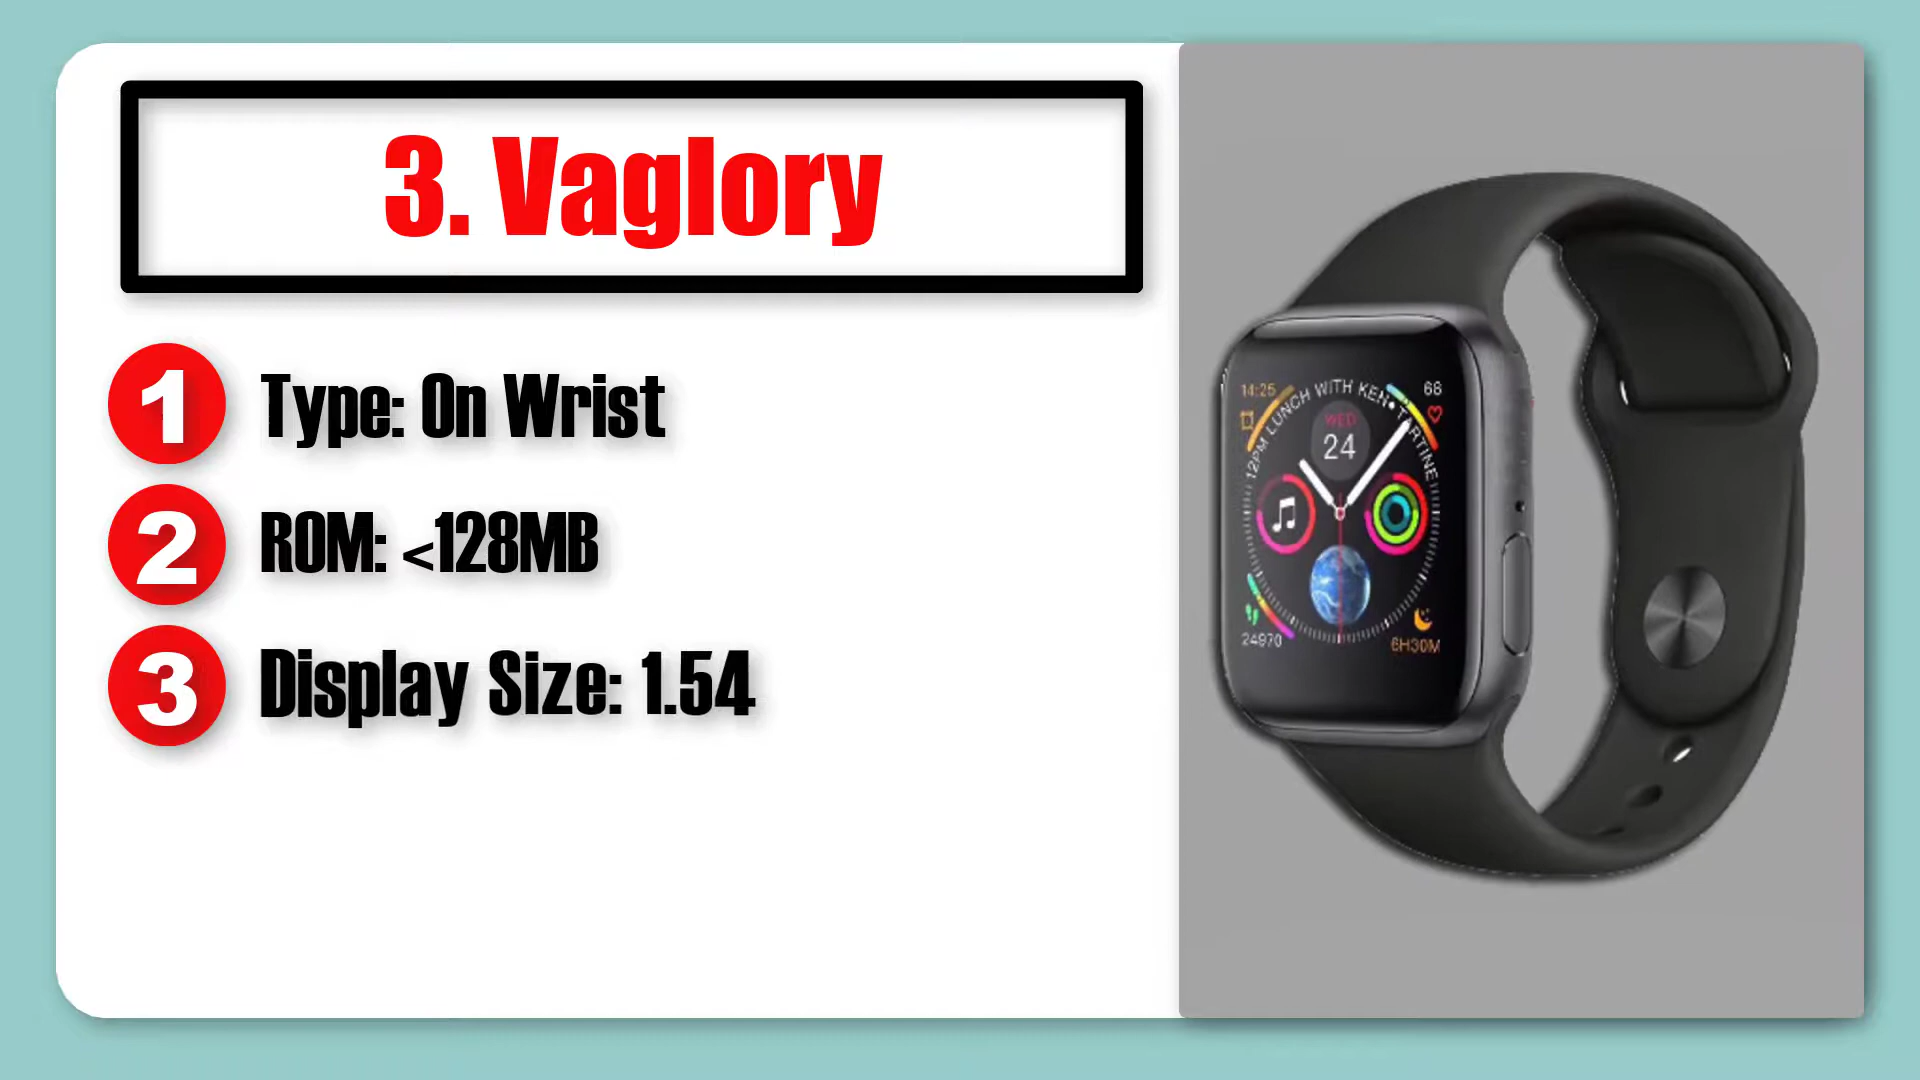 3. Vaglory
1 Type: On Wrist
2 ROM: <128MB
3 Display Size: 1.54
14:25
12PM LUNCH WITH KEN • TARTINE
68
WED
24
24970
6H30M